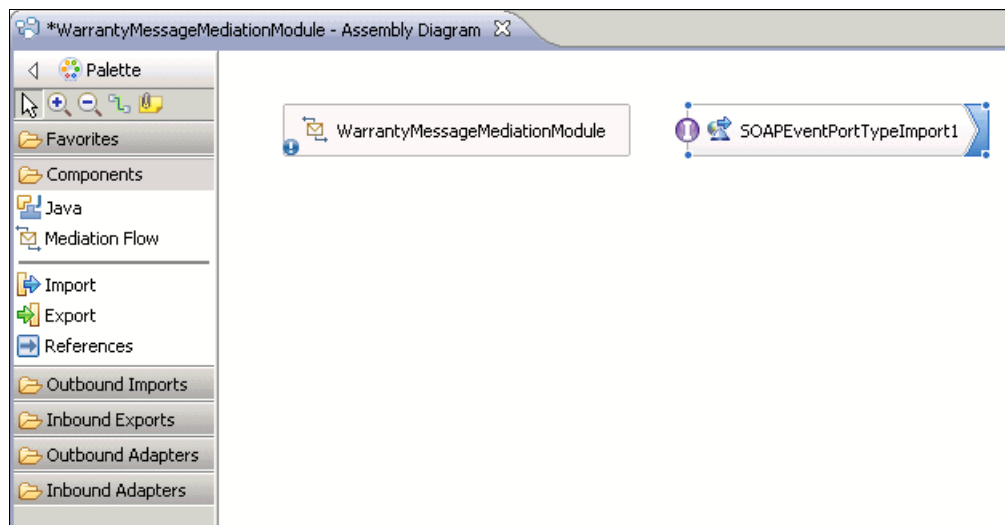 *WarrantyMessageMediationModule - Assembly Diagram
Palette
Favorites
Components
Java
Mediation Flow
Import
Export
References
Outbound Imports
Inbound Exports
Outbound Adapters
Inbound Adapters
WarrantyMessageMediationModule
SOAPEventPortTypeImport1